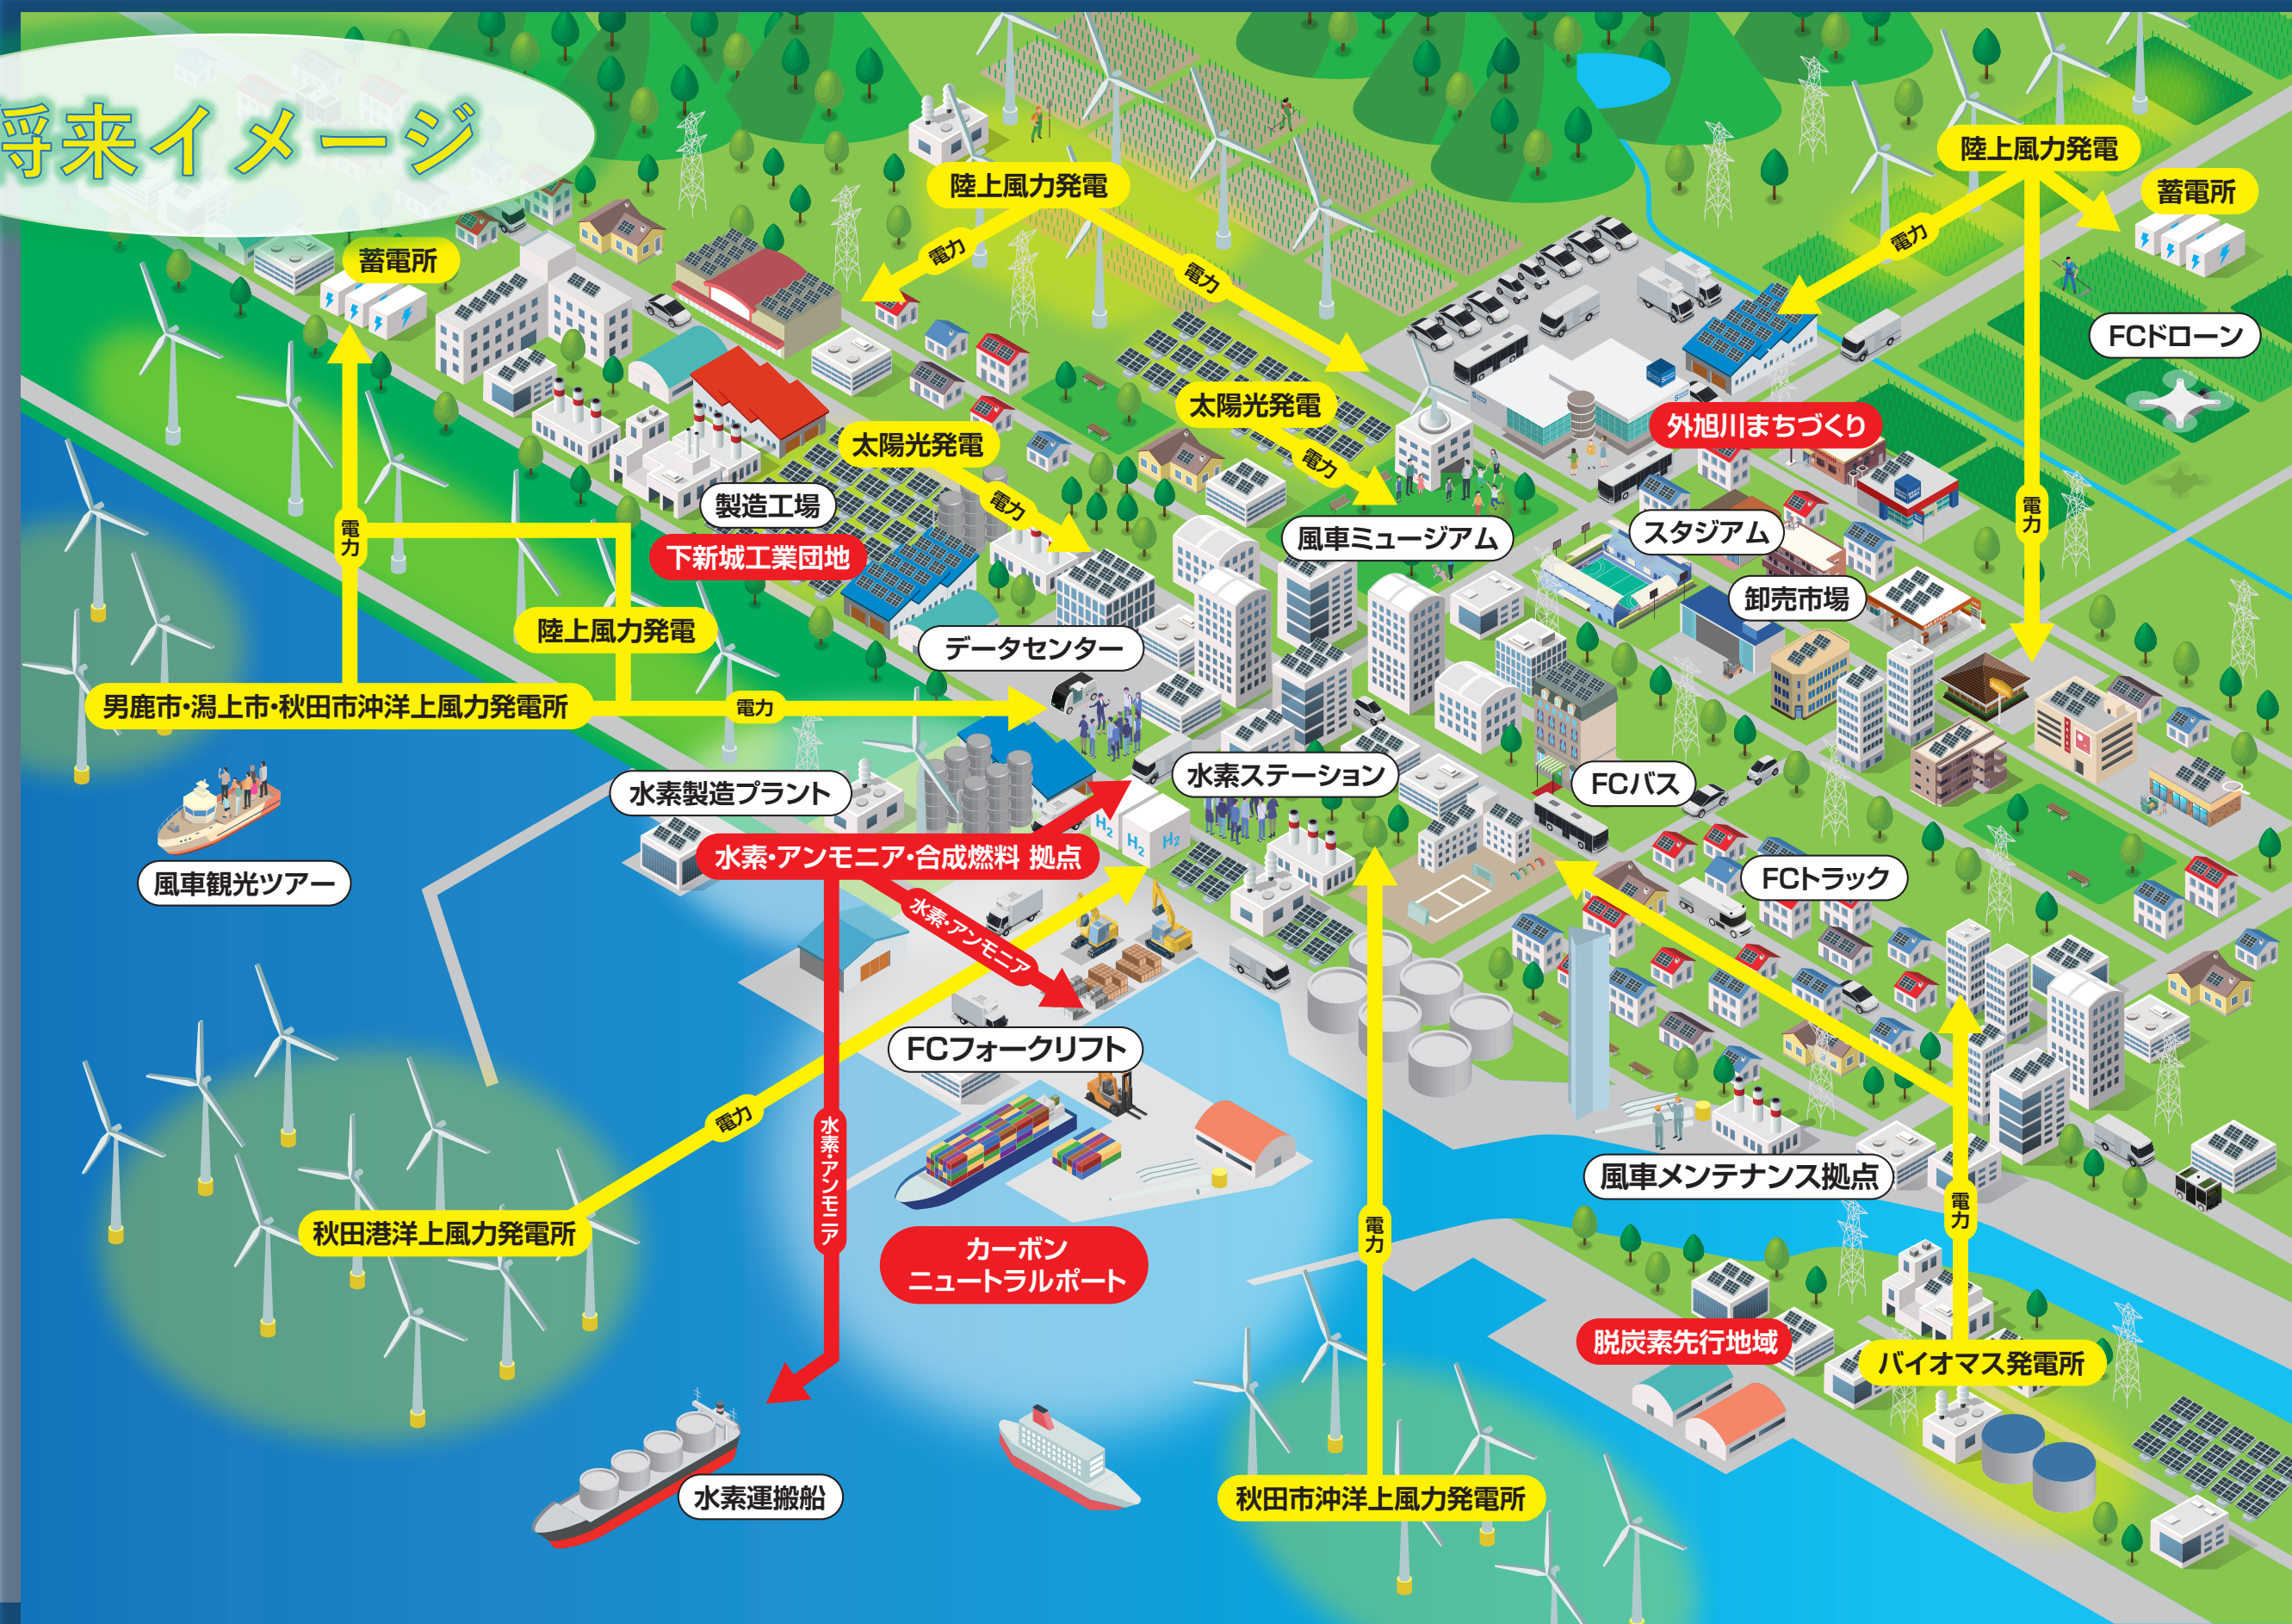 将来イメージ
陸上風力発電
蓄電所
陸上風力発電
電力
蓄電所
電力
電力
FCドローン
太陽光発電
外旭川まちづくり
太陽光発電
電力
製造工場
電力
電力
電力
風車ミュージアム
スタジアム
下新城工業団地
卸売市場
陸上風力発電
データセンター
男鹿市・潟上市・秋田市沖洋上風力発電所
電力
水素製造プラント
水素ステーション
FCバス
H2
H2
H2
水素・アンモニア・合成燃料 拠点
風車観光ツアー
FCトラック
水素・アンモニア
FCフォークリフト
電力
水素・アンモニア
風車メンテナンス拠点
電力
電力
秋田港洋上風力発電所
カーボン
ニュートラルポート
脱炭素先行地域
バイオマス発電所
水素運搬船
秋田市沖洋上風力発電所